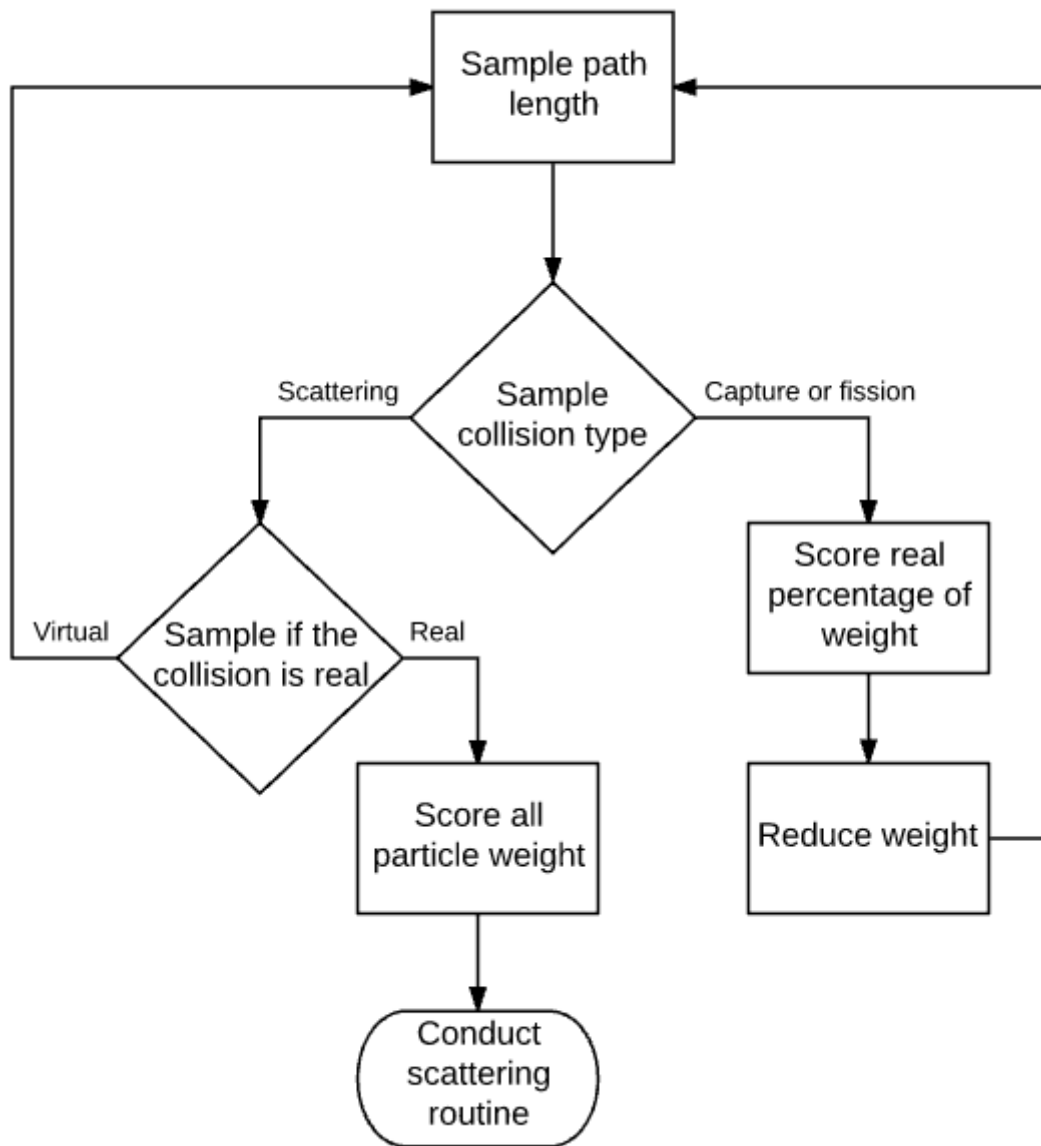 Sample path
length
Scattering
Sample
collision type
Capture or fission
Score real
percentage of
weight
Virtual
Sample if the
collision is real
Real
Score all
particle weight
Reduce weight
Conduct
scattering
routine